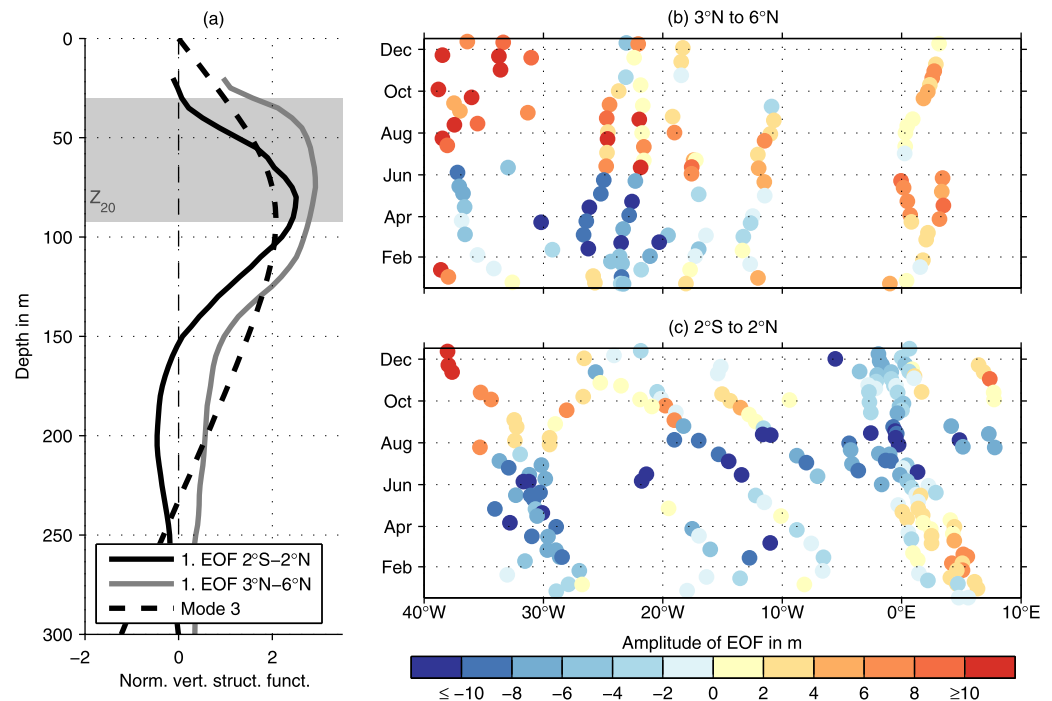 (a)
0
50
100
150
200
250
300
Depth in m
Z20
1. EOF 2°S−2°N
1. EOF 3°N−6°N
Mode 3
−2 0 2
Norm. vert. struct. funct.
(b) 3°N to 6°N
Dec
Oct
Aug
Jun
Apr
Feb
(c) 2°S to 2°N
Dec
Oct
Aug
Jun
Apr
Feb
40°W 30°W 20°W 10°W 0°E 10°E
Amplitude of EOF in m
≤ −10 −8 −6 −4 −2 0 2 4 6 8 ≥10